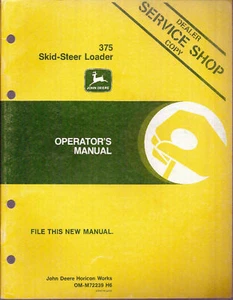 375
Skid-Steer Loader
JOHN DEERE
DEALER
SERVICE SHOP
COPY
OPERATOR'S
MANUAL
FILE THIS NEW MANUAL.
John Deere Horicon Works
OM-M72339 H6